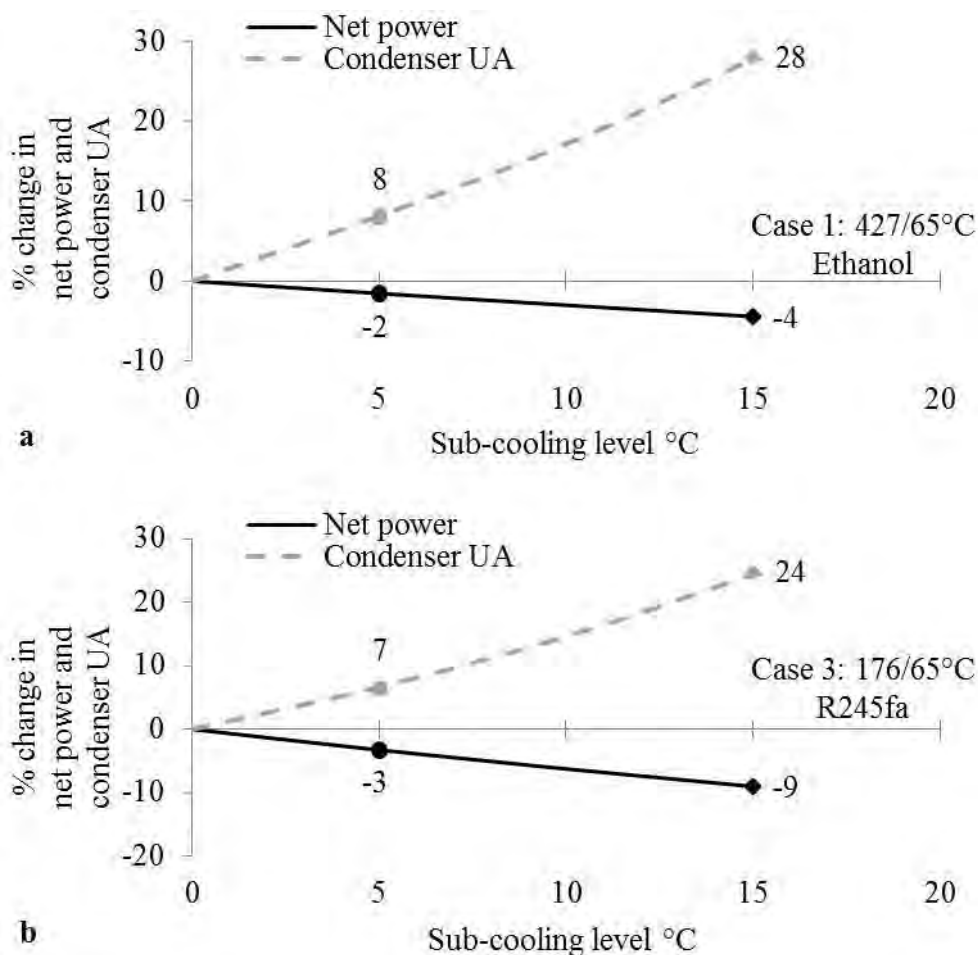 Net power
Condenser UA
% change in
net power and
condenser UA
30
20
10
0
-10
28
8
-2
-4
Case 1: 427/65°C
Ethanol
0 5 10 15 20
a
Sub-cooling level °C
Net power
Condenser UA
% change in
net power and
condenser UA
30
20
10
0
-10
-20
24
7
-3
-9
Case 3: 176/65°C
R245fa
0 5 10 15 20
b
Sub-cooling level °C